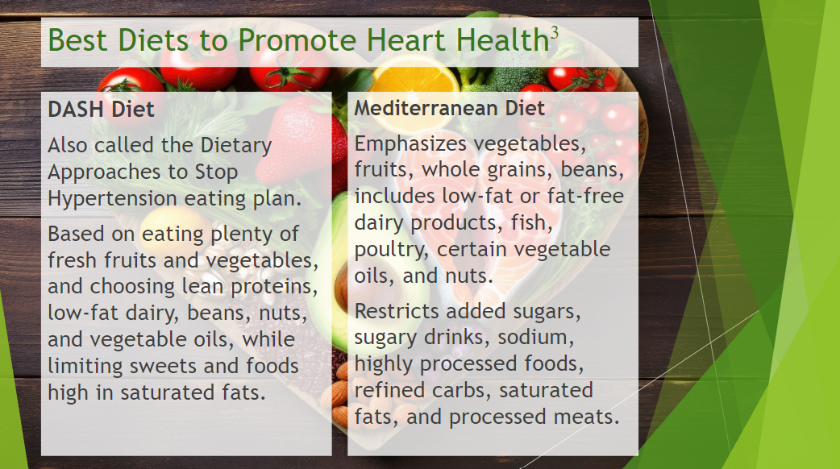 Best Diets to Promote Heart Health³
DASH Diet
Also called the Dietary
Approaches to Stop
Hypertension eating plan.
Based on eating plenty of
fresh fruits and vegetables,
and choosing lean proteins,
low-fat dairy, beans, nuts,
and vegetable oils, while
limiting sweets and foods
high in saturated fats.
Mediterranean Diet
Emphasizes vegetables,
fruits, whole grains, beans,
includes low-fat or fat-free
dairy products, fish,
poultry, certain vegetable
oils, and nuts.
Restricts added sugars,
sugary drinks, sodium,
highly processed foods,
refined carbs, saturated
fats, and processed meats.